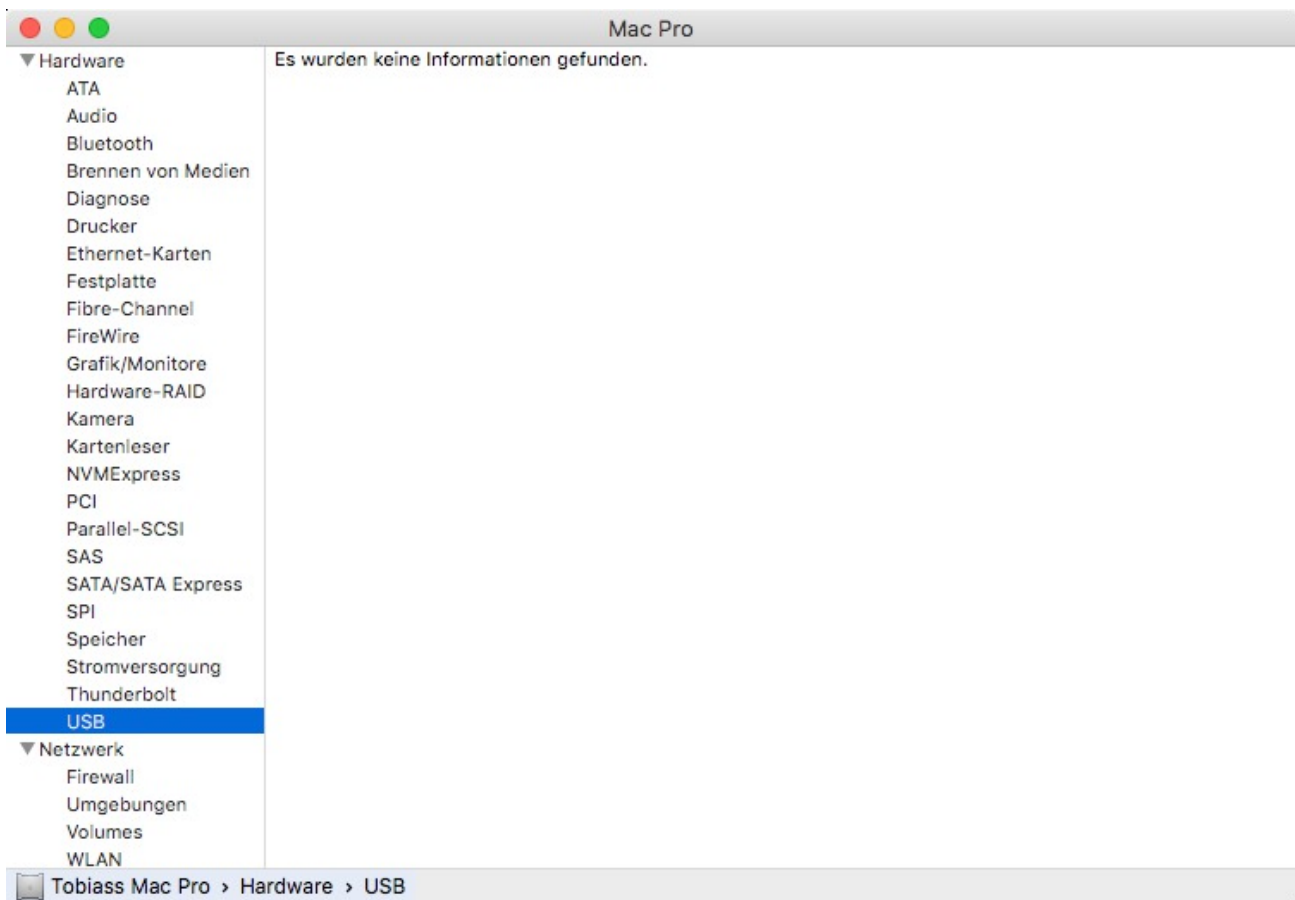 Mac Pro
Hardware
ATA
Audio
Bluetooth
Brennen von Medien
Diagnose
Drucker
Ethernet-Karten
Festplatte
Fibre-Channel
FireWire
Grafik/Monitore
Hardware-RAID
Kamera
Kartenleser
NVMExpress
PCI
Parallel-SCSI
SAS
SATA/SATA Express
SPI
Speicher
Stromversorgung
Thunderbolt
USB
Netzwerk
Firewall
Umgebungen
Volumes
WLAN
Es wurden keine Informationen gefunden.
Tobiass Mac Pro › Hardware › USB